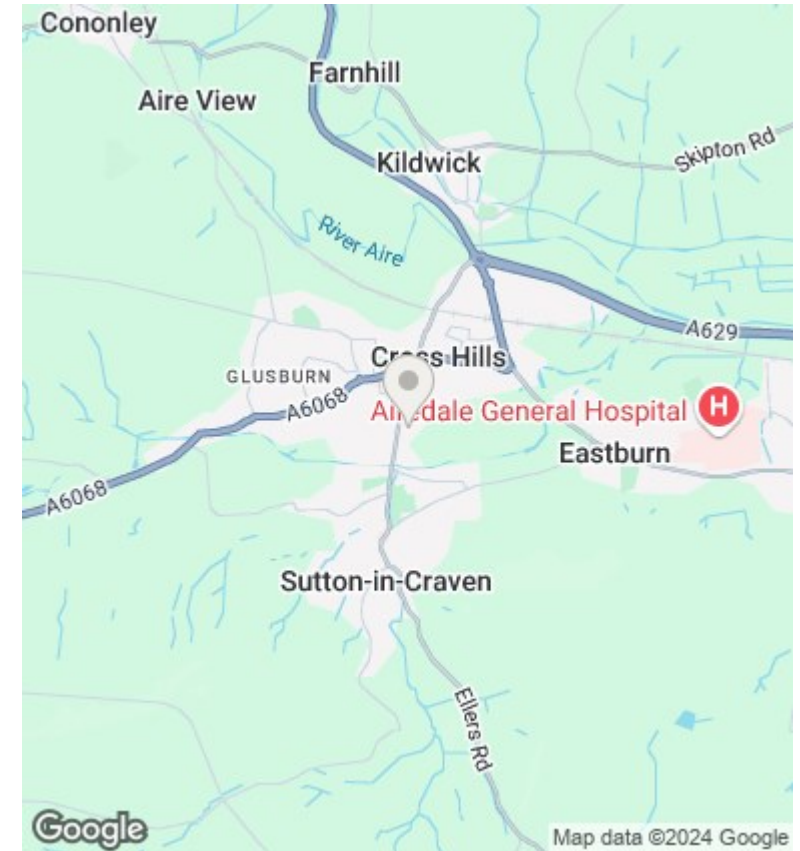 Cononley
Farnhill
Aire View
Kildwick
Skipton Rd
River Aire
A629
Cross Hills
GLUSBURN
A6068
Airedale General Hospital H
Eastburn
A6068
Sutton-in-Craven
Ellers Rd
Google
Map data ©2024 Google